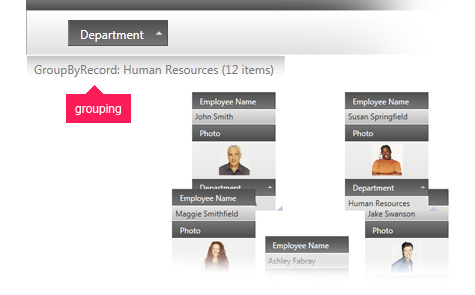 Department
GroupByRecord: Human Resources (12 items)
grouping
Employee Name
John Smith
Photo
Department
Employee Name
Susan Springfield
Photo
Department
Human Resources
Employee Name
Maggie Smithfield
Photo
Employee Name
Ashley Fabray
Jake Swanson
Photo